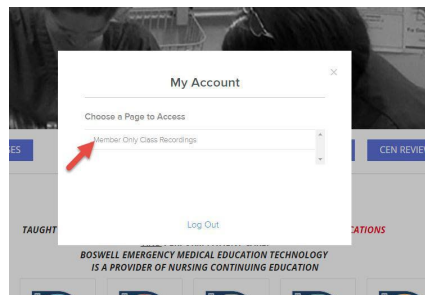 My Account
×
Choose a Page to Access
Member Only Class Recordings
ES
CEN REVIE
Log Out
TAUGHT
CATIONS
BOSWELL EMERGENCY MEDICAL EDUCATION TECHNOLOGY
IS A PROVIDER OF NURSING CONTINUING EDUCATION